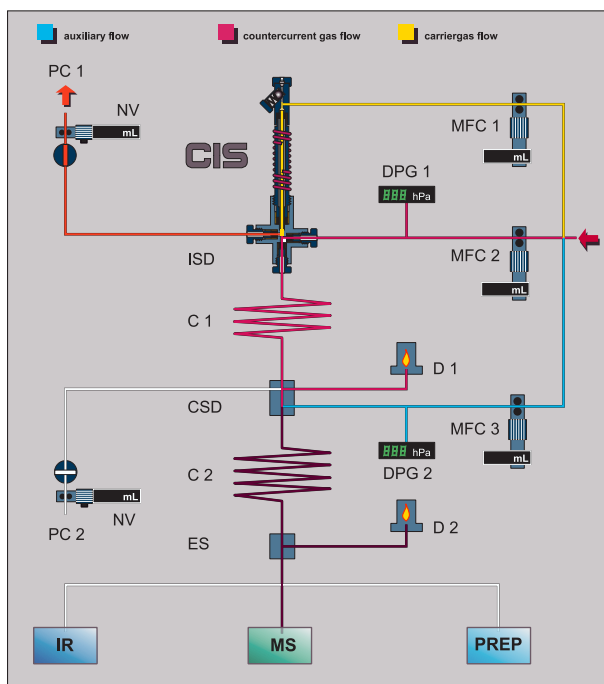 auxiliary flow
countercurrent gas flow
carriergas flow
PC 1
NV
mL
MFC 1
mL
CIS
DPG 1
888 hPa
ISD
MFC 2
mL
C 1
D 1
CSD
MFC 3
mL
888 hPa
DPG 2
C 2
mL
NV
PC 2
D 2
ES
IR
MS
PREP